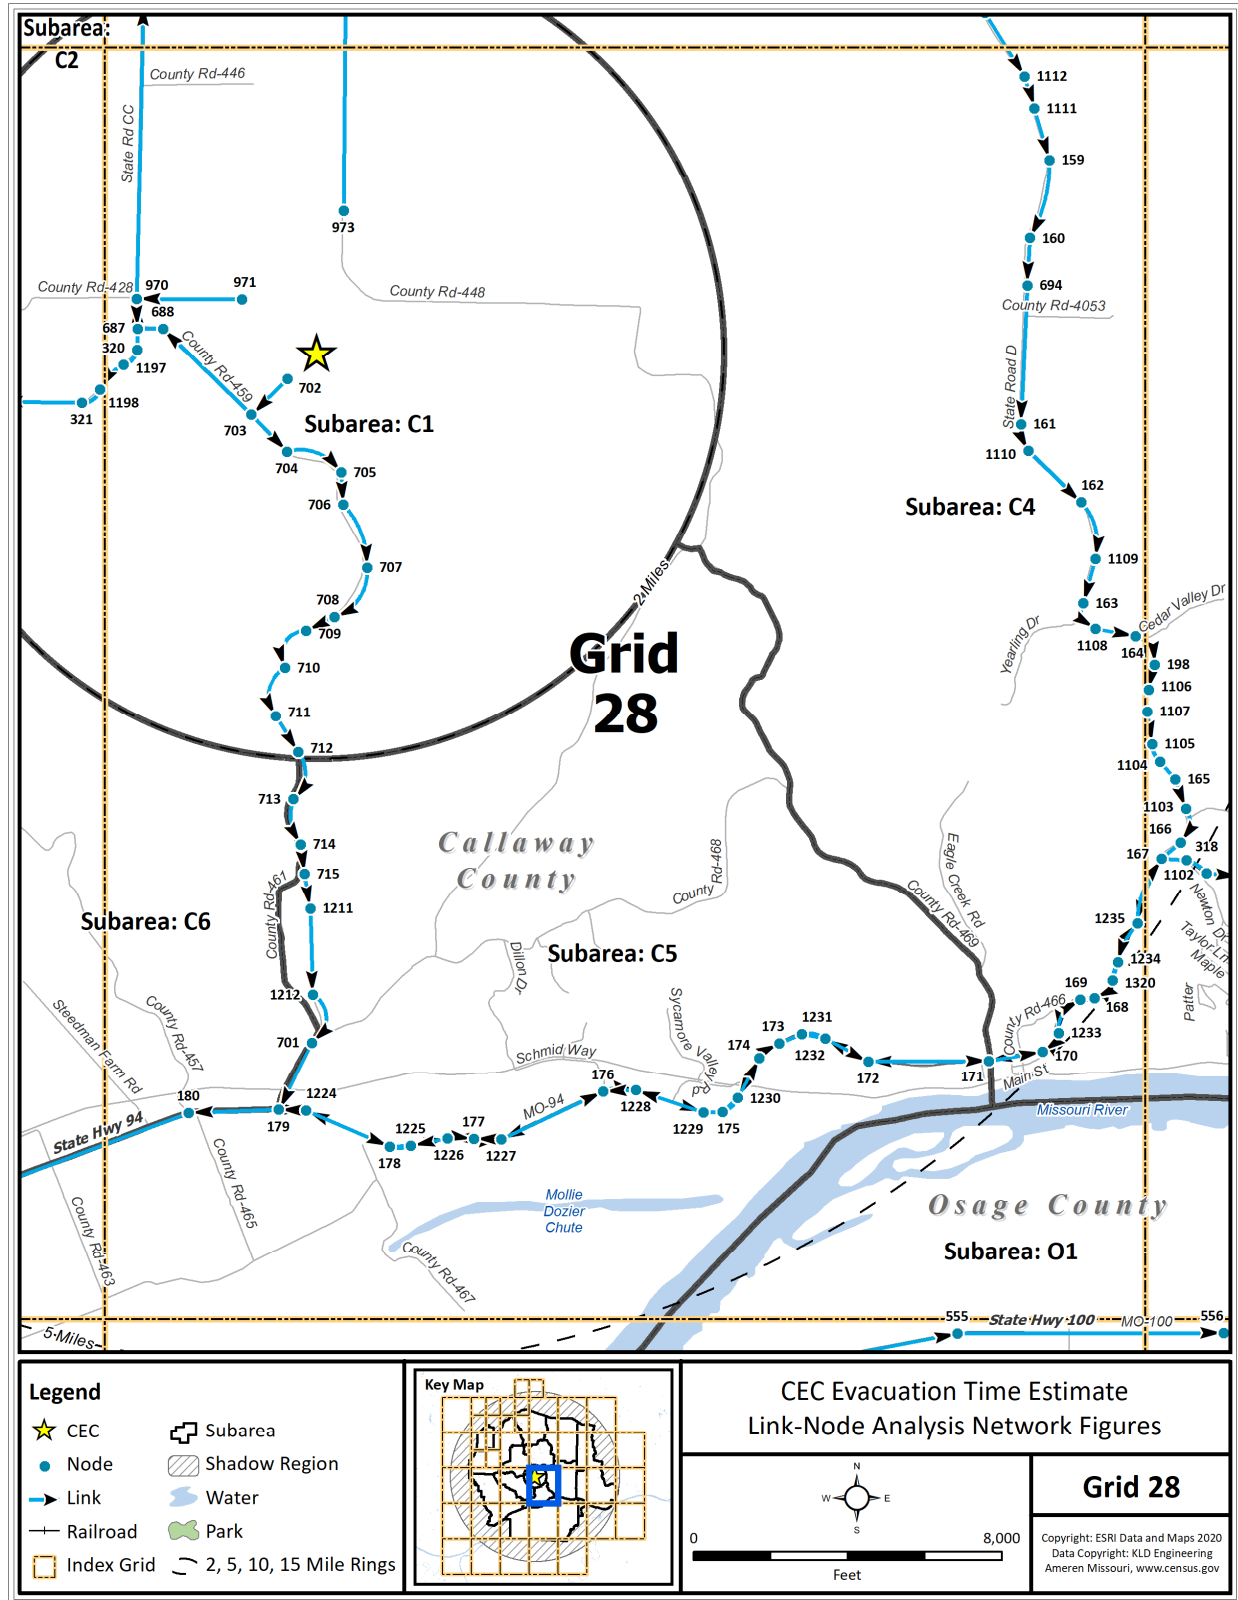 Subarea:
C2
County Rd-446
State Rd CC
1112
1111
159
973
160
County Rd-428
970
971
County Rd-448
694
County Rd-4053
688
687
320
1197
County Rd-459
702
1198
321
703
Subarea: C1
State Road D
161
1110
704
705
706
162
Subarea: C4
1109
707
2 Miles
708
709
163
Cedar Valley Dr
Yearling Dr
1108
164
Grid
28
710
198
1106
1107
711
712
1105
1104
165
713
1103
166
318
714
Callaway
County
County Rd-468
Eagle Creek Rd
167
1102
715
County Rd-461
County Rd-469
Newton Dr
1211
Subarea: C6
1235
Taylor Ln
Maple
Dillon Dr
Subarea: C5
1234
1320
Patter
1212
169
168
County Rd-466
Steedman Farm Rd
County Rd-457
Sycamore Valley Rd
1231
173
1232
1233
701
174
170
Schmid Way
172
171
Main St
176
180
1224
1228
1230
Missouri River
MO-94
State Hwy 94
179
1225
177
1229
175
178
1226
1227
County Rd-465
Mollie
Dozier
Chute
County Rd-463
County Rd-467
Osage County
Subarea: O1
5 Miles
555
State Hwy 100
MO-100
556
Legend
CEC
Subarea
Node
Shadow Region
Link
Water
Railroad
Park
Index Grid
2, 5, 10, 15 Mile Rings
Key Map
CEC Evacuation Time Estimate
Link-Node Analysis Network Figures
N
W
E
S
0
8,000
Feet
Grid 28
Copyright: ESRI Data and Maps 2020
Data Copyright: KLD Engineering
Ameren Missouri, www.census.gov